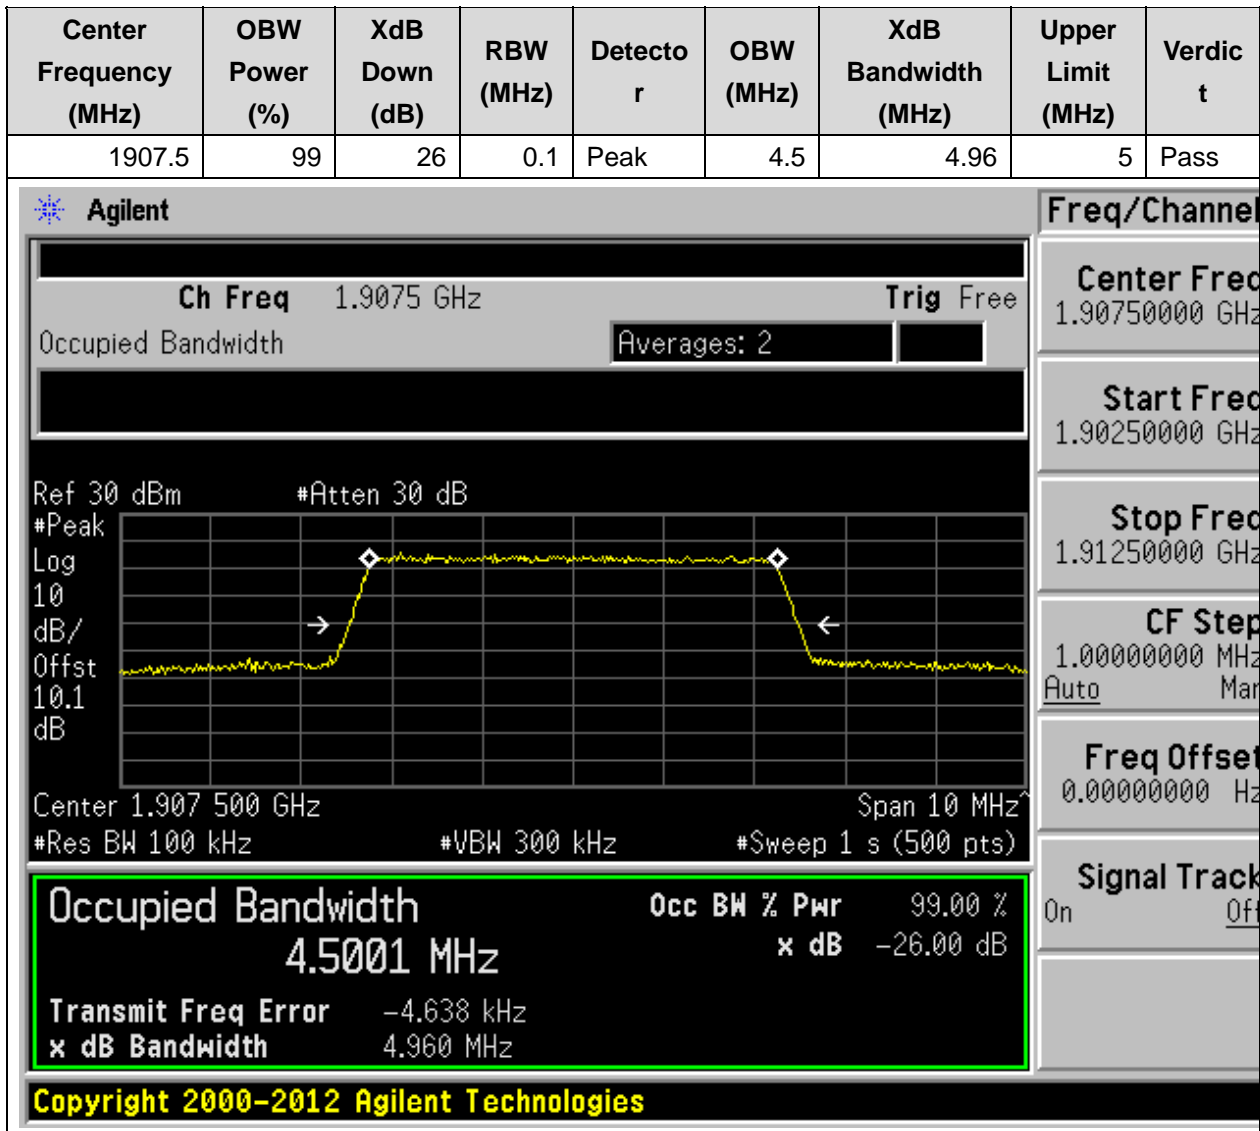 Center Frequency (MHz) OBW Power (%) XdB Down (dB) RBW (MHz) Detecto r OBW (MHz) XdB Bandwidth (MHz) Upper Limit (MHz) Verdic t
1907.5 99 26 0.1 Peak 4.5 4.96 5 Pass
Agilent
Freq/Channel
Ch Freq 1.9075 GHz Trig Free
Occupied Bandwidth Averages: 2
Ref 30 dBm #Atten 30 dB
#Peak
Log
10
dB/
Offst
10.1
dB
Center 1.907 500 GHz Span 10 MHz^
#Res BW 100 kHz #VBW 300 kHz #Sweep 1 s (500 pts)
Occupied Bandwidth Occ BW % Pwr 99.00 %
4.5001 MHz x dB -26.00 dB
Transmit Freq Error -4.638 kHz
x dB Bandwidth 4.960 MHz
Center Freq
1.90750000 GHz
Start Freq
1.90250000 GHz
Stop Freq
1.91250000 GHz
CF Step
1.00000000 MHz
Auto Man
Freq Offset
0.00000000 Hz
Signal Track
On Off
Copyright 2000-2012 Agilent Technologies